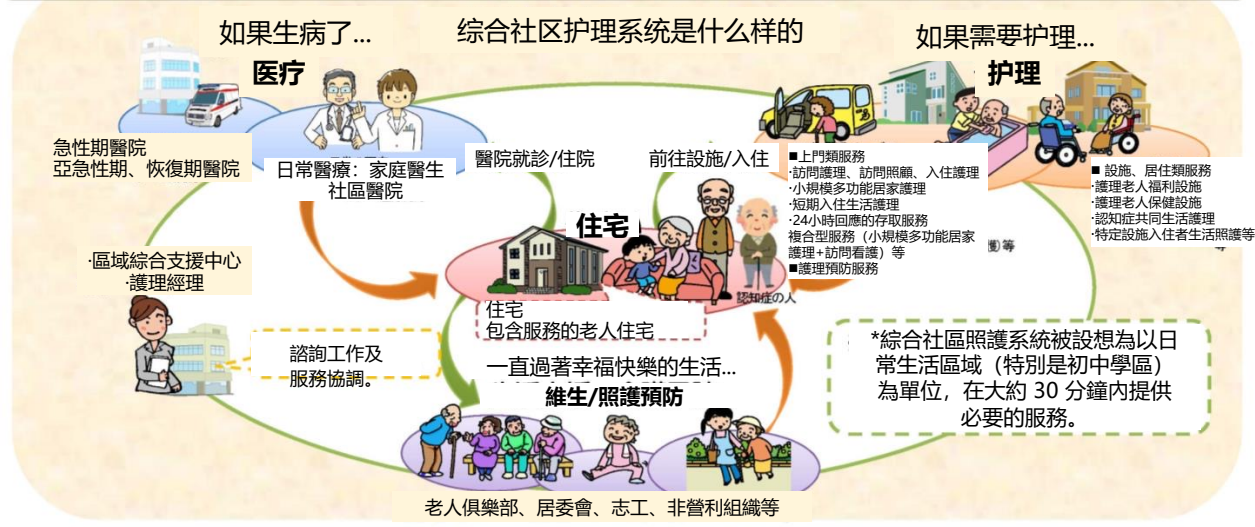 如果生病了...
综合社区护理系统是什么样的
如果需要护理...
医疗
护理
急性期醫院
亞急性期、恢復期醫院
日常醫療：家庭醫生
社區醫院
醫院就診/住院
前往設施/入住
■上門類服務
·訪問護理、訪問照顧、入住護理
·小規模多功能居家護理
·短期入住生活護理
·24小時回應的存取服務
複合型服務（小規模多功能居家
護理+訪問看護）等
■護理預防服務
■ 設施、居住類服務
·護理老人福利設施
·護理老人保健設施
·認知症共同生活護理
·特定設施入住者生活照護等
等
住宅
認知症の人
·區域綜合支援中心
·護理經理
諮詢工作及
服務協調。
住宅
包含服務的老人住宅
一直過著幸福快樂的生活...
維生/照護預防
*綜合社區照護系統被設想為以日
常生活區域（特別是初中學區）
為單位，在大約 30 分鐘內提供
必要的服務。
老人俱樂部、居委會、志工、非營利組織等